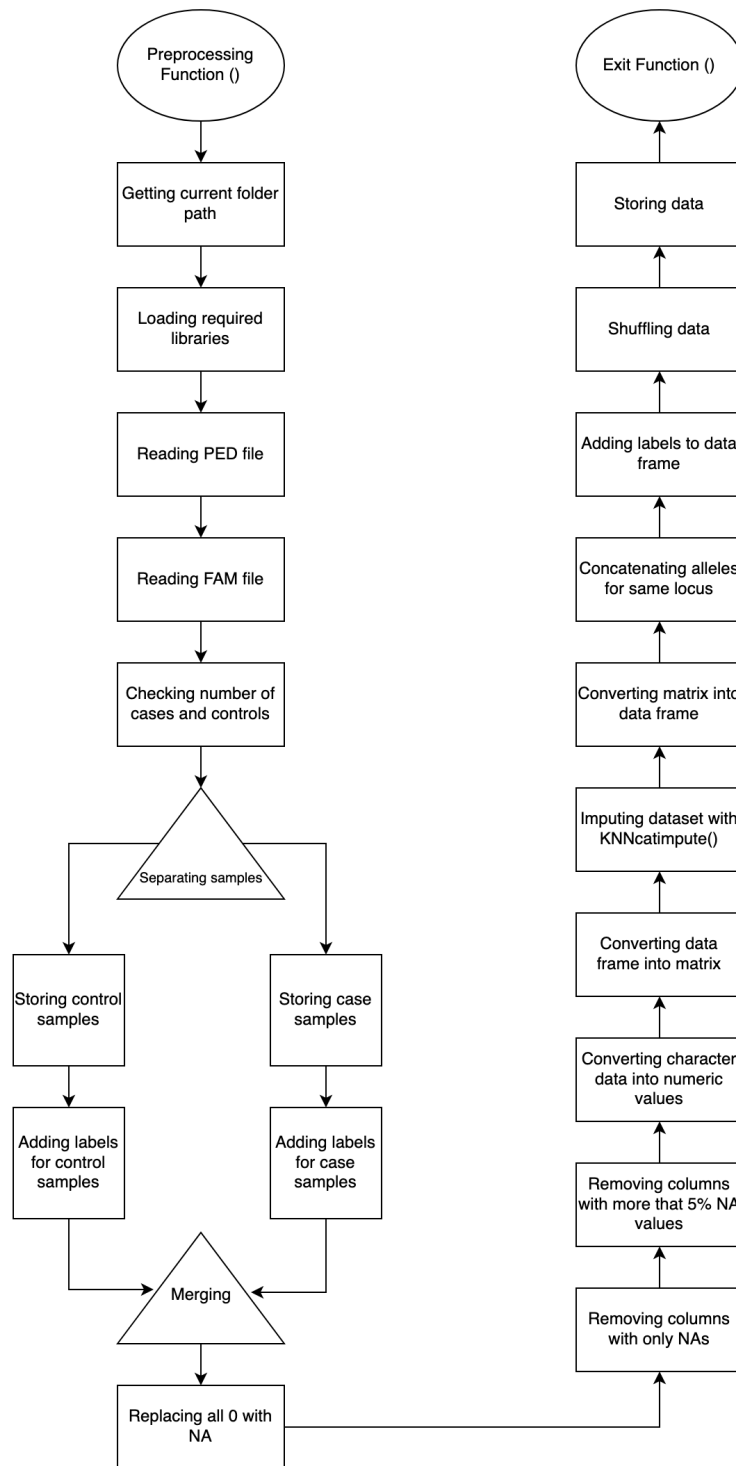 Preprocessing
Function ()
Getting current folder
path
Loading required
libraries
Reading PED file
Reading FAM file
Checking number of
cases and controls
Separating samples
Storing control
samples
Storing case
samples
Adding labels
for control
samples
Adding labels
for case
samples
Merging
Replacing all 0 with
NA
Removing columns
with only NAs
Removing columns
with more that 5% NA
values
Converting character
data into numeric
values
Converting data
frame into matrix
Imputing dataset with
KNNcatimpute()
Converting matrix into
data frame
Concatenating alleles
for same locus
Adding labels to data
frame
Shuffling data
Storing data
Exit Function ()